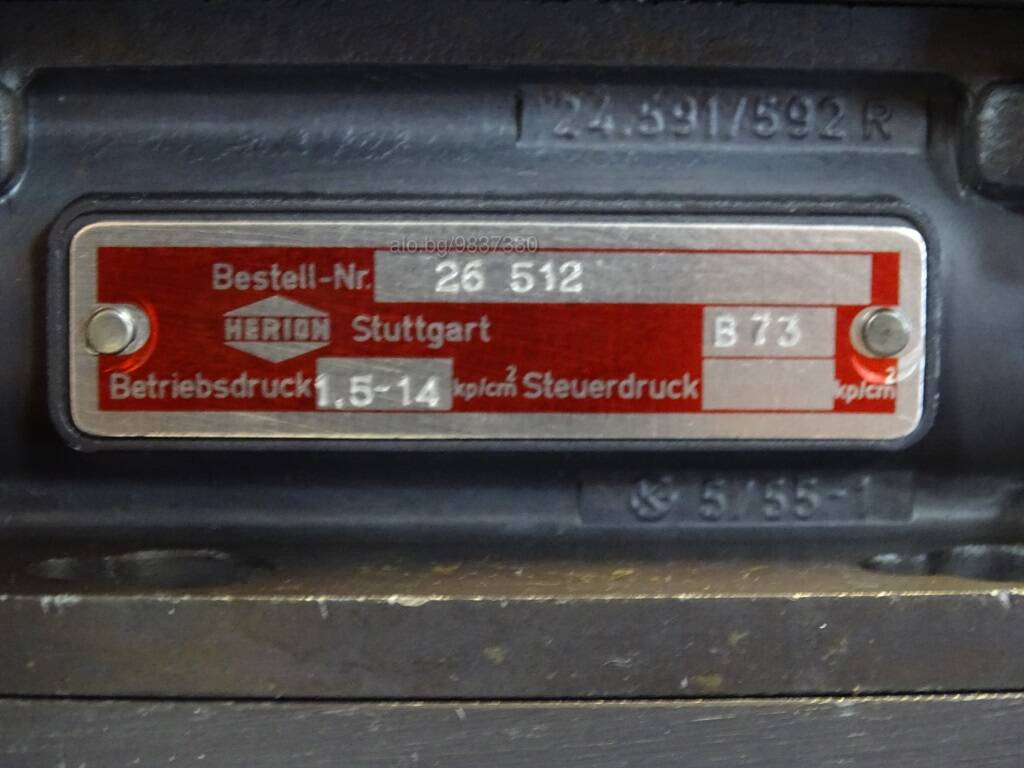 24.591/592 R
alo.bg/9837380
Bestell-Nr. 26 512
HERION Stuttgart B 73
Betriebsdruck 1,5-14 kp/cm² Steuerdruck kp/cm²
5/55-1